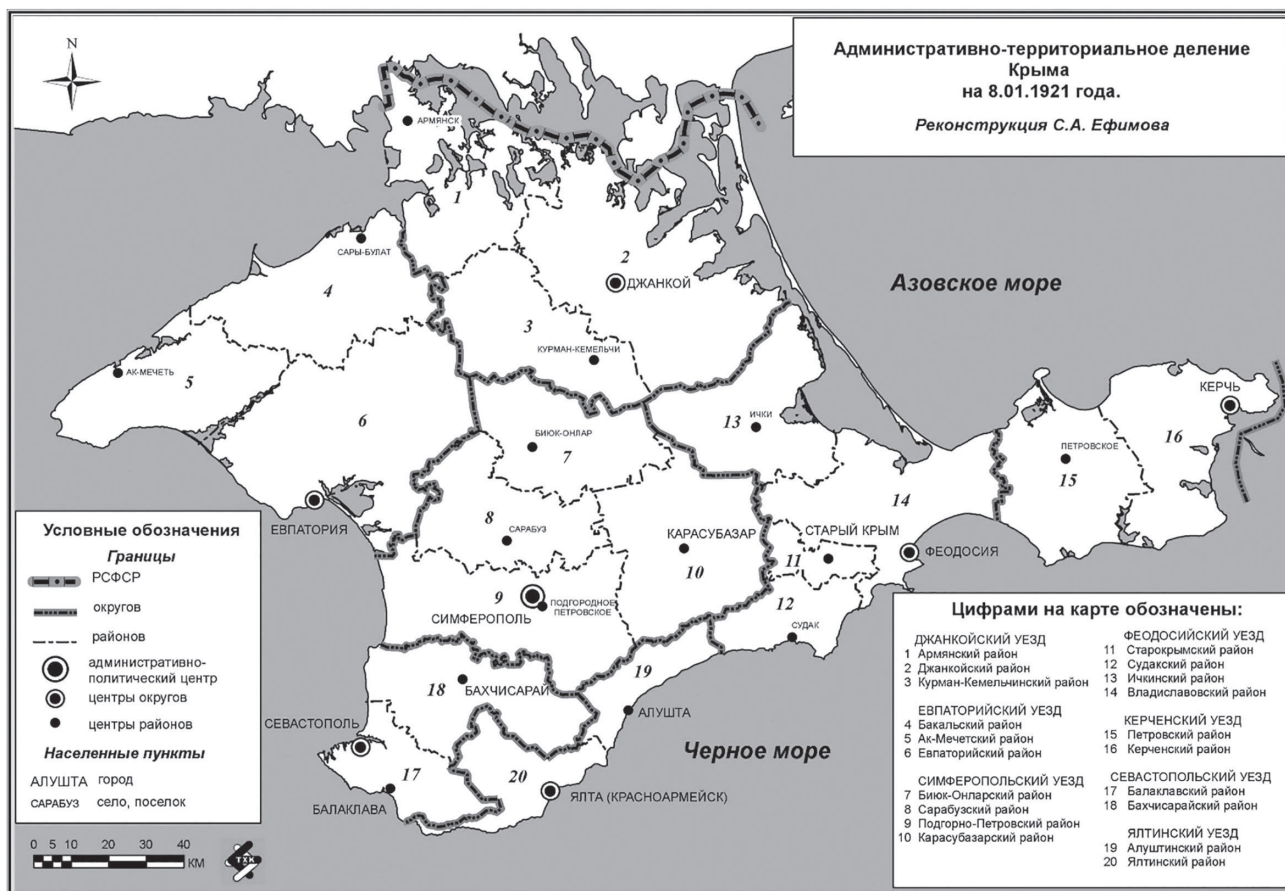 Административно-территориальное деление
Крыма
на 8.01.1921 года.
Реконструкция С.А. Ефимова
N
АРМЯНСК
1
САРЫ-БУЛАТ
2
ДЖАНКОЙ
4
Азовское море
3
КУРМАН-КЕМЕЛЬЧИ
АК-МЕЧЕТЬ
5
КЕРЧЬ
6
13
ИЧКИ
16
БИЮК-ОНЛАР
7
ПЕТРОВСКОЕ
15
ЕВПАТОРИЯ
8
САРАБУЗ
14
КАРАСУБАЗАР
СТАРЫЙ КРЫМ
ФЕОДОСИЯ
10
11
9
ПОДГОРОДНОЕ
ПЕТРОВСКОЕ
СИМФЕРОПОЛЬ
12
СУДАК
19
18
БАХЧИСАРАЙ
АЛУШТА
СЕВАСТОПОЛЬ
Черное море
17
20
БАЛАКЛАВА
ЯЛТА (КРАСНОАРМЕЙСК)
Условные обозначения
Границы
РСФСР
округов
районов
административно-
политический центр
центры округов
центры районов
Населенные пункты
АЛУШТА город
САРАБУЗ село, поселок
0 5 10 20 30 40
КМ
ТХК
Цифрами на карте обозначены:
ДЖАНКОЙСКИЙ УЕЗД
1 Армянский район
2 Джанкойский район
3 Курман-Кемельчинский район
ЕВПАТОРИЙСКИЙ УЕЗД
4 Бакальский район
5 Ак-Мечетский район
6 Евпаторийский район
СИМФЕРОПОЛЬСКИЙ УЕЗД
7 Биюк-Онларский район
8 Сарабузский район
9 Подгорно-Петровский район
10 Карасубазарский район
ФЕОДОСИЙСКИЙ УЕЗД
11 Старокрымский район
12 Судакский район
13 Ичкинский район
14 Владиславовский район
КЕРЧЕНСКИЙ УЕЗД
15 Петровский район
16 Керченский район
СЕВАСТОПОЛЬСКИЙ УЕЗД
17 Балаклавский район
18 Бахчисарайский район
ЯЛТИНСКИЙ УЕЗД
19 Алуштинский район
20 Ялтинский район